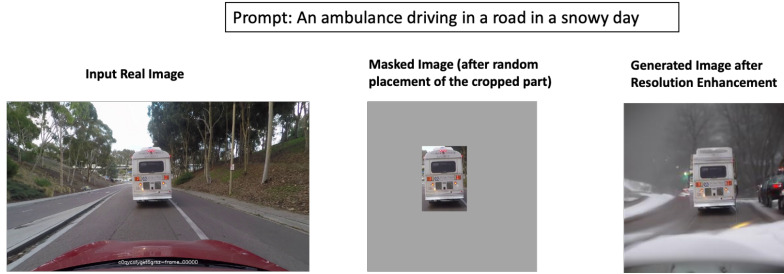 Prompt: An ambulance driving in a road in a snowy day
Input Real Image
Masked Image (after random
placement of the cropped part)
Generated Image after
Resolution Enhancement